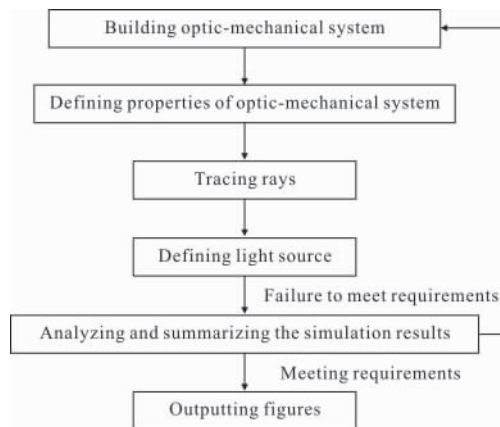 Building optic-mechanical system
Defining properties of optic-mechanical system
Tracing rays
Defining light source
Failure to meet requirements
Analyzing and summarizing the simulation results
Meeting requirements
Outputting figures